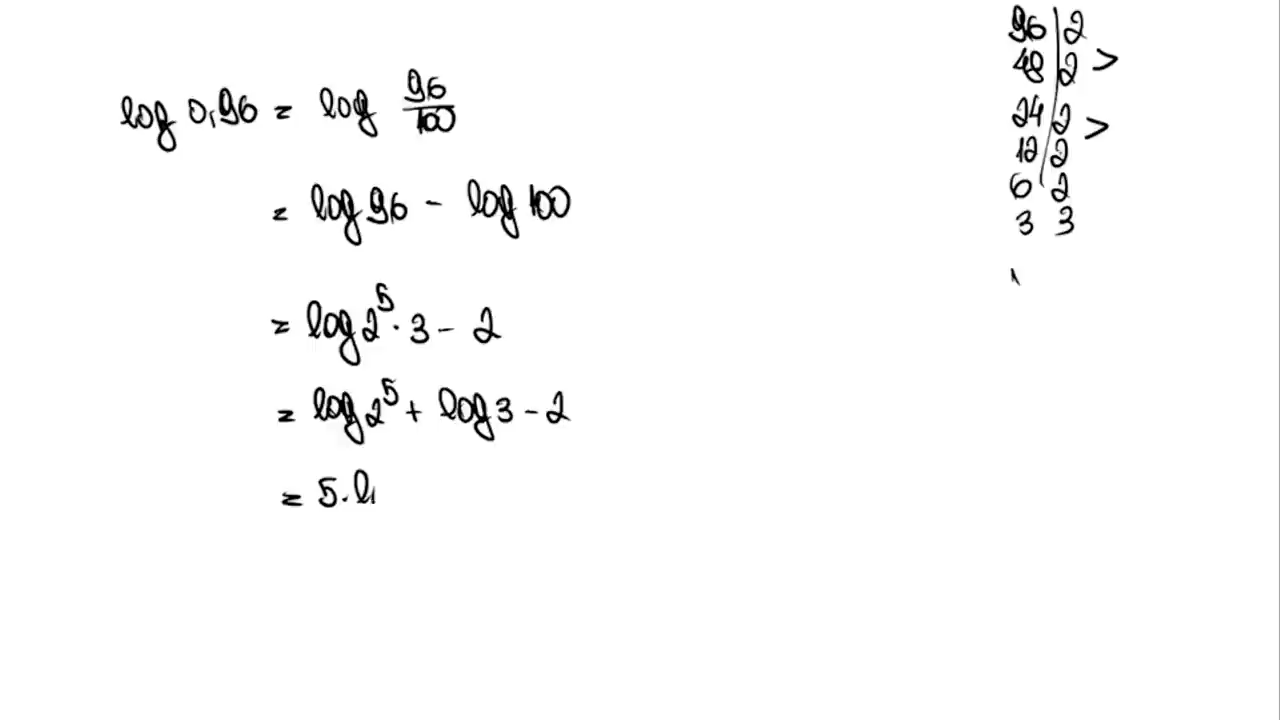 log 0,96 = log 96/100
= log 96 - log 100
= log 2^5 · 3 - 2
= log 2^5 + log 3 - 2
= 5 · l
96 | 2
48 | 2 >
24 | 2
12 | 2 >
6 2
3 3